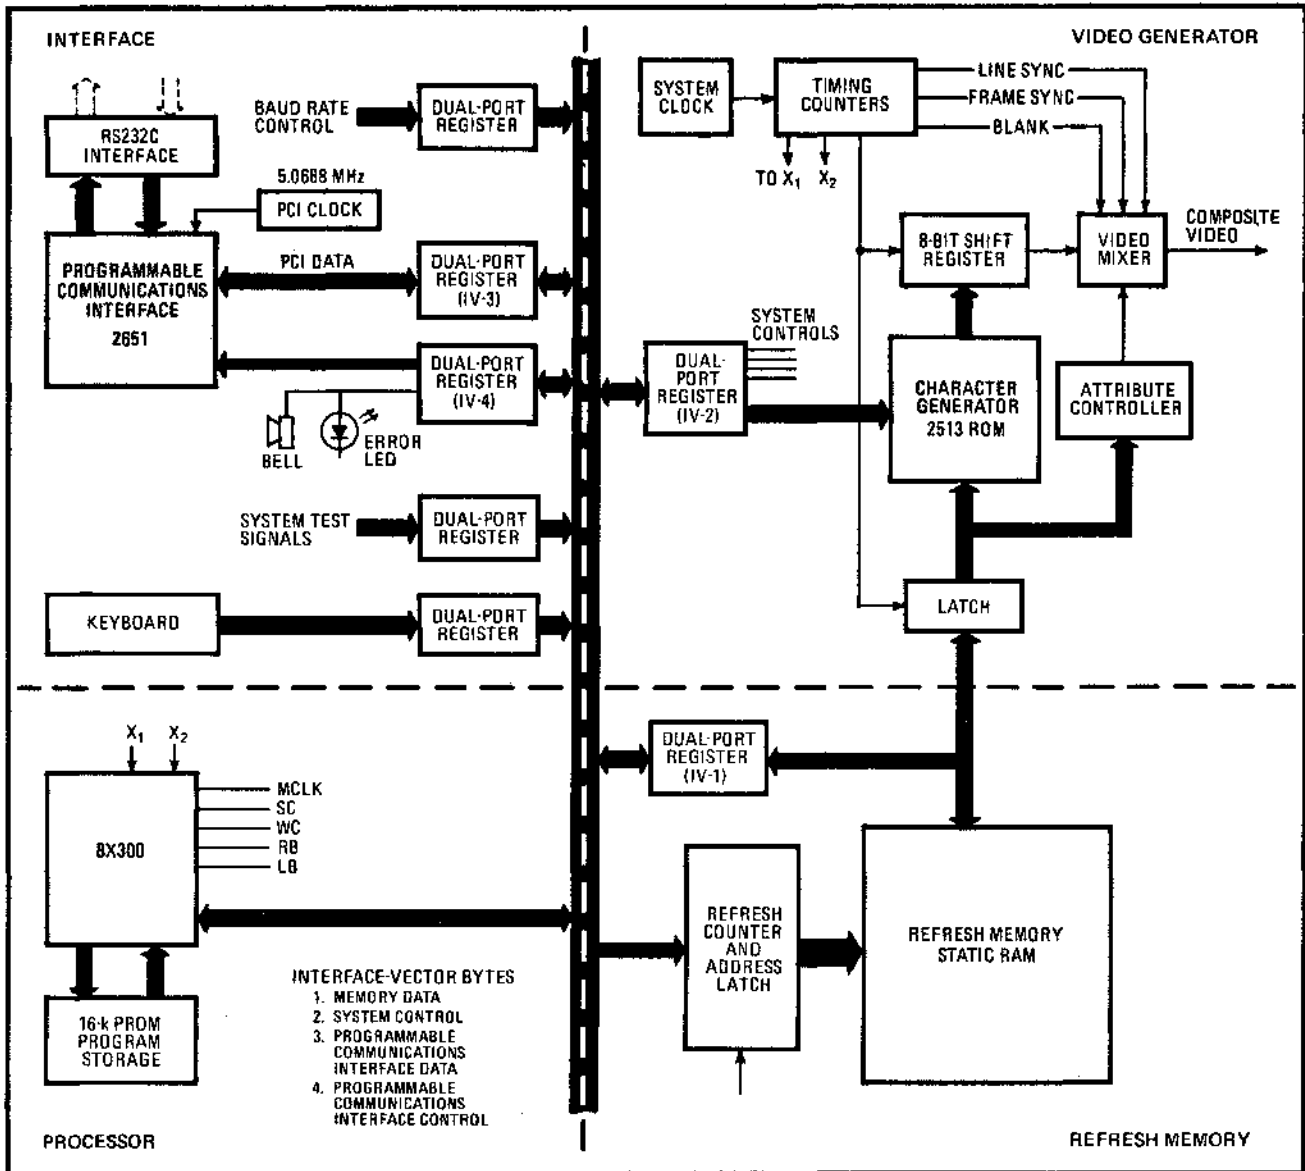 INTERFACE
RS232C
INTERFACE
BAUD RATE
CONTROL
DUAL-PORT
REGISTER
5.0688 MHz
PCI CLOCK
PROGRAMMABLE
COMMUNICATIONS
INTERFACE
2651
PCI DATA
DUAL-PORT
REGISTER
(IV-3)
DUAL-PORT
REGISTER
(IV-4)
BELL
ERROR
LED
SYSTEM TEST
SIGNALS
DUAL-PORT
REGISTER
KEYBOARD
DUAL-PORT
REGISTER
VIDEO GENERATOR
SYSTEM
CLOCK
TIMING
COUNTERS
LINE SYNC
FRAME SYNC
BLANK
TO X1
X2
8-BIT SHIFT
REGISTER
VIDEO
MIXER
COMPOSITE
VIDEO
SYSTEM
CONTROLS
DUAL-
PORT
REGISTER
(IV-2)
CHARACTER
GENERATOR
2513 ROM
ATTRIBUTE
CONTROLLER
LATCH
X1
X2
8X300
MCLK
SC
WC
RB
LB
16-k PROM
PROGRAM
STORAGE
INTERFACE-VECTOR BYTES
1. MEMORY DATA
2. SYSTEM CONTROL
3. PROGRAMMABLE
COMMUNICATIONS
INTERFACE DATA
4. PROGRAMMABLE
COMMUNICATIONS
INTERFACE CONTROL
PROCESSOR
DUAL-PORT
REGISTER
(IV-1)
REFRESH
COUNTER
AND
ADDRESS
LATCH
REFRESH MEMORY
STATIC RAM
REFRESH MEMORY